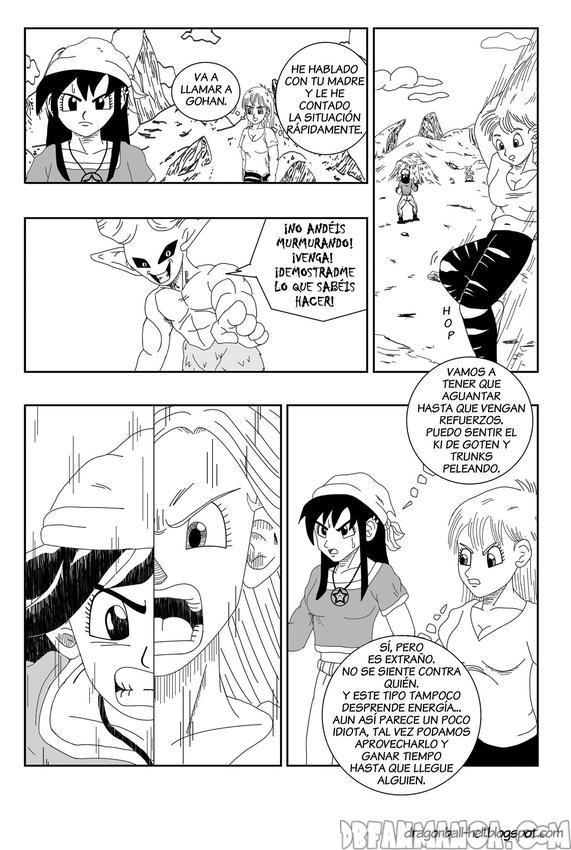 VA A
LLAMAR A
GOHAN.
HE HABLADO
CON TU MADRE
Y LE HE
CONTADO
LA SITUACIÓN
RÁPIDAMENTE.
HOP
¡NO ANDÉIS
MURMURANDO!
¡VENGA!
¡DEMOSTRADME
LO QUE SABÉIS
HACER!
VAMOS A
TENER QUE
AGUANTAR
HASTA QUE VENGAN
REFUERZOS.
PUEDO SENTIR EL
KI DE GOTEN Y
TRUNKS
PELEANDO.
SÍ, PERO
ES EXTRAÑO.
NO SE SIENTE CONTRA
QUIÉN.
Y ESTE TIPO TAMPOCO
DESPRENDE ENERGÍA...
AUN ASÍ PARECE UN POCO
IDIOTA, TAL VEZ PODAMOS
APROVECHARLO Y
GANAR TIEMPO
HASTA QUE LLEGUE
ALGUIEN.
dragonball-net.blogspot.com
DBFANMANGA.COM